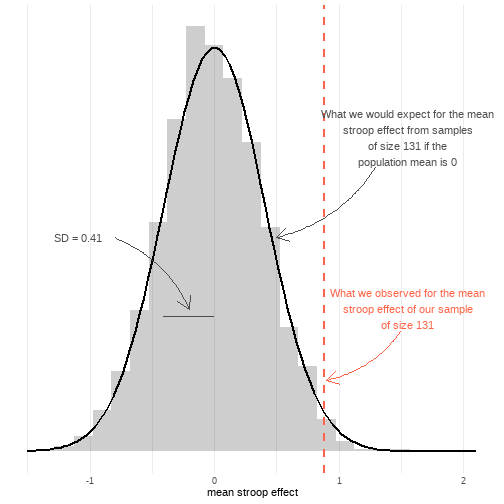 What we would expect for the mean
stroop effect from samples
of size 131 if the
population mean is 0
SD = 0.41
What we observed for the mean
stroop effect of our sample
of size 131
-1 0 1 2
mean stroop effect